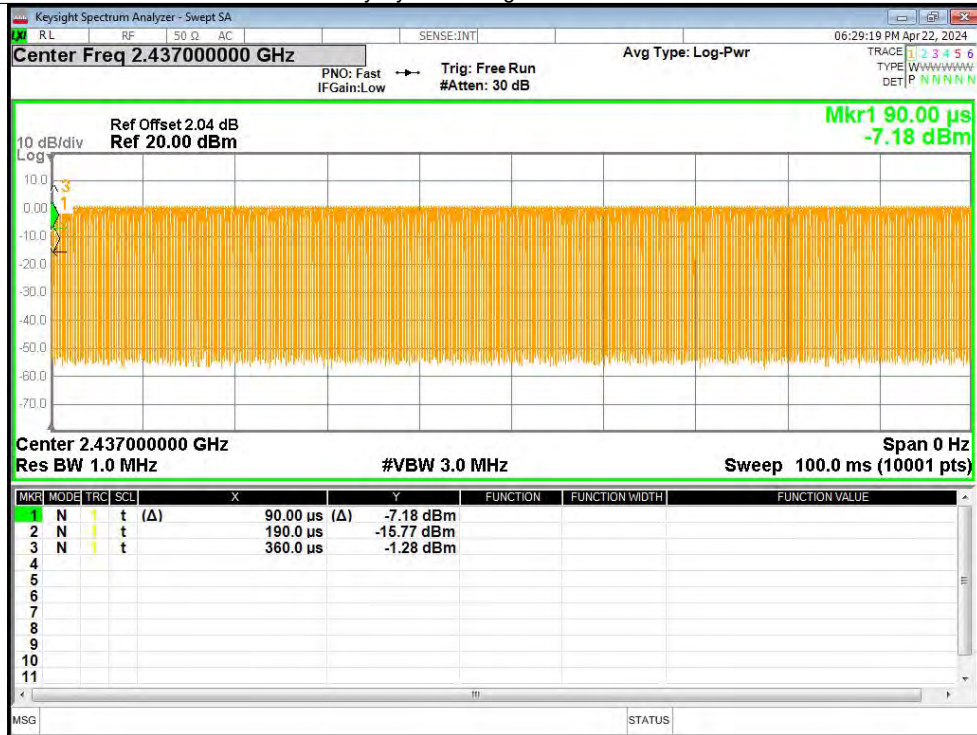 Keysight Spectrum Analyzer - Swept SA
LXI RL RF 50 Ω AC SENSE:INT 06:29:19 PM Apr 22, 2024
Center Freq 2.437000000 GHz
PNO: Fast
IFGain:Low
Trig: Free Run
#Atten: 30 dB
Avg Type: Log-Pwr
TRACE 1 2 3 4 5 6
TYPE WWWWWW
DET P N N N N N
Mkr1 90.00 µs
-7.18 dBm
Ref Offset 2.04 dB
10 dB/div Ref 20.00 dBm
Log
10.0
3
0.00
1
-10.0
-20.0
-30.0
-40.0
-50.0
-60.0
-70.0
Center 2.437000000 GHz Span 0 Hz
Res BW 1.0 MHz #VBW 3.0 MHz Sweep 100.0 ms (10001 pts)
MKR MODE TRC SCL X Y FUNCTION FUNCTION WIDTH FUNCTION VALUE
1 N 1 t (Δ) 90.00 µs (Δ) -7.18 dBm
2 N 1 t 190.0 µs -15.77 dBm
3 N 1 t 360.0 µs -1.28 dBm
4
5
6
7
8
9
10
11
MSG STATUS